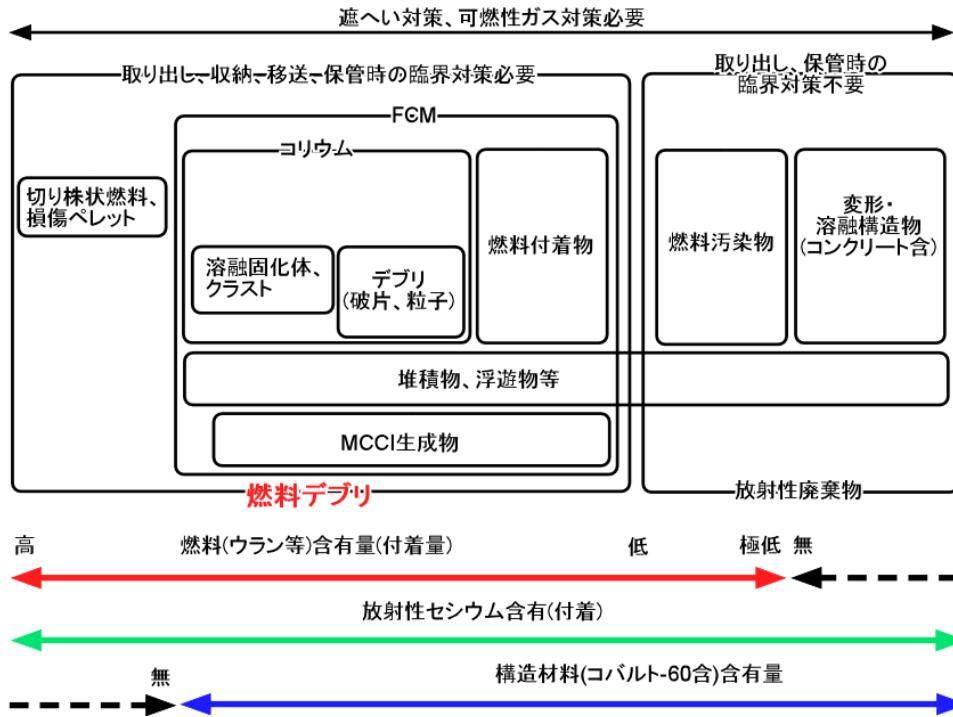 遮へい対策、可燃性ガス対策必要
取り出し、収納、移送、保管時の臨界対策必要
取り出し、保管時の
臨界対策不要
FCM
コリウム
切り株状燃料、
損傷ペレット
溶融固化体、
クラスト
デブリ
(破片、粒子)
燃料付着物
燃料汚染物
変形・
溶融構造物
(コンクリート含)
堆積物、浮遊物等
MCCI生成物
燃料デブリ
放射性廃棄物
高 燃料(ウラン等)含有量(付着量) 低 極低 無
放射性セシウム含有(付着)
無 構造材料(コバルト-60含)含有量